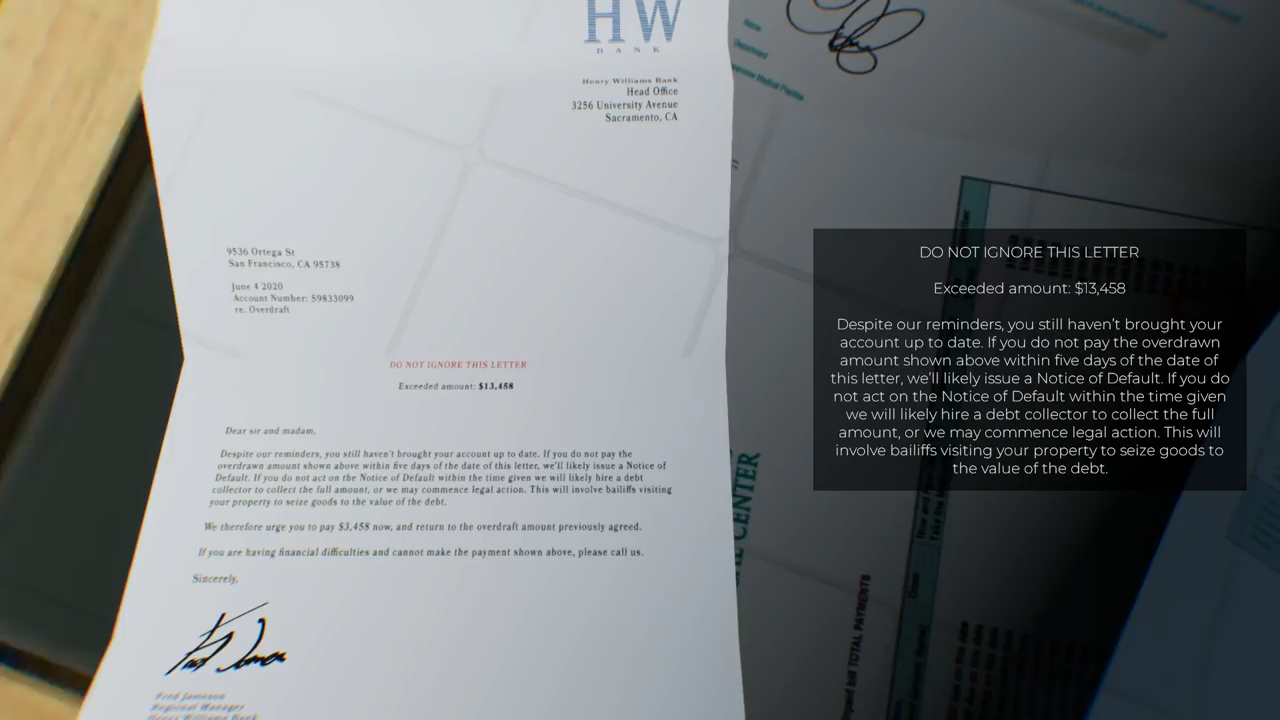 HW
BANK
Henry Williams Bank
Head Office
3256 University Avenue
Sacramento, CA
9536 Ortega St
San Francisco, CA 95738
June 4 2020
Account Number: 59833099
re. Overdraft
DO NOT IGNORE THIS LETTER
Exceeded amount: $13,458
Dear sir and madam,
Despite our reminders, you still haven't brought your account up to date. If you do not pay the
overdrawn amount shown above within five days of the date of this letter, we'll likely issue a Notice of
Default. If you do not act on the Notice of Default within the time given we will likely hire a debt
collector to collect the full amount, or we may commence legal action. This will involve bailiffs visiting
your property to seize goods to the value of the debt.
We therefore urge you to pay $3,458 now, and return to the overdraft amount previously agreed.
If you are having financial difficulties and cannot make the payment shown above, please call us.
Sincerely,
Fred Jameson
Regional Manager
Henry Williams Bank
Name
Department
Medical Practice
CENTER
bill TOTAL PAYMENTS
DO NOT IGNORE THIS LETTER
Exceeded amount: $13,458
Despite our reminders, you still haven't brought your
account up to date. If you do not pay the overdrawn
amount shown above within five days of the date of
this letter, we'll likely issue a Notice of Default. If you do
not act on the Notice of Default within the time given
we will likely hire a debt collector to collect the full
amount, or we may commence legal action. This will
involve bailiffs visiting your property to seize goods to
the value of the debt.